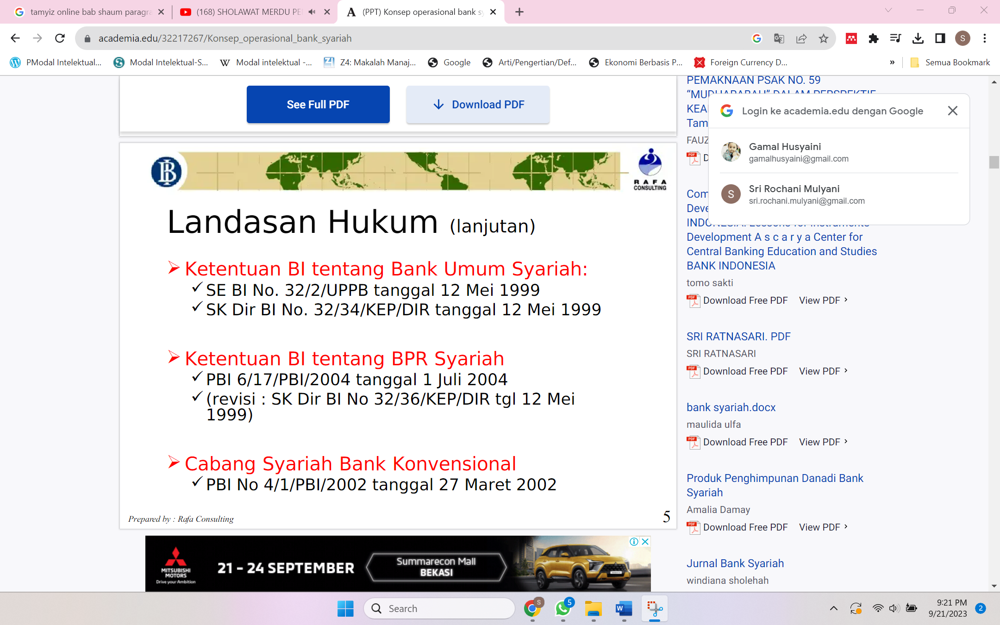 tamyiz online bab shaum paragra
(168) SHOLAWAT MERDU PE
(PPT) Konsep operasional bank s
academia.edu/32217267/Konsep_operasional_bank_syariah
S
PModal Intelektual...
Modal Intelektual-S...
Modal intelektual -...
Z4: Makalah Manaj...
Google
Arti/Pengertian/Def...
Ekonomi Berbasis P...
Foreign Currency D...
»
Semua Bookmark
See Full PDF
Download PDF
RAFA
CONSULTING
Landasan Hukum (lanjutan)
Ketentuan BI tentang Bank Umum Syariah:
SE BI No. 32/2/UPPB tanggal 12 Mei 1999
SK Dir BI No. 32/34/KEP/DIR tanggal 12 Mei 1999
Ketentuan BI tentang BPR Syariah
PBI 6/17/PBI/2004 tanggal 1 Juli 2004
(revisi : SK Dir BI No 32/36/KEP/DIR tgl 12 Mei
1999)
Cabang Syariah Bank Konvensional
PBI No 4/1/PBI/2002 tanggal 27 Maret 2002
Prepared by : Rafa Consulting
5
MITSUBISHI
MOTORS
Drive your Ambition
21 - 24 SEPTEMBER
Summarecon Mall
BEKASI
PEMAKNAAN PSAK NO. 59
“MUDHARABAH” DALAM PERSPEKTIF
KEA
Tam
FAUZ
D
Login ke academia.edu dengan Google
Gamal Husyaini
gamalhusyaini@gmail.com
S
Sri Rochani Mulyani
sri.rochani.mulyani@gmail.com
Com
Deve
INDONESIA: Lessons for Instruments
Development A s c a r y a Center for
Central Banking Education and Studies
BANK INDONESIA
tomo sakti
Download Free PDF View PDF
SRI RATNASARI. PDF
SRI RATNASARI
Download Free PDF View PDF
bank syariah.docx
maulida ulfa
Download Free PDF View PDF
Produk Penghimpunan Danadi Bank
Syariah
Amalia Damay
Download Free PDF View PDF
Jurnal Bank Syariah
windiana sholehah
Search
S
5
9:21 PM
9/21/2023
2